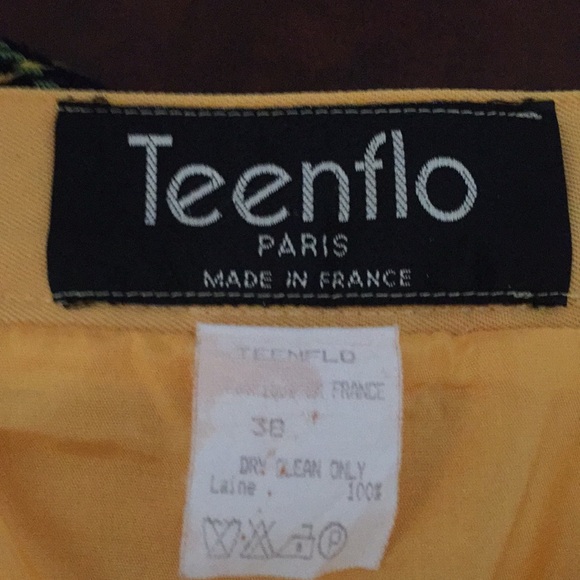 Teenflo
PARIS
MADE IN FRANCE
TEENFLO
FRANCE
38
DRY CLEAN ONLY
Laine 100%
P